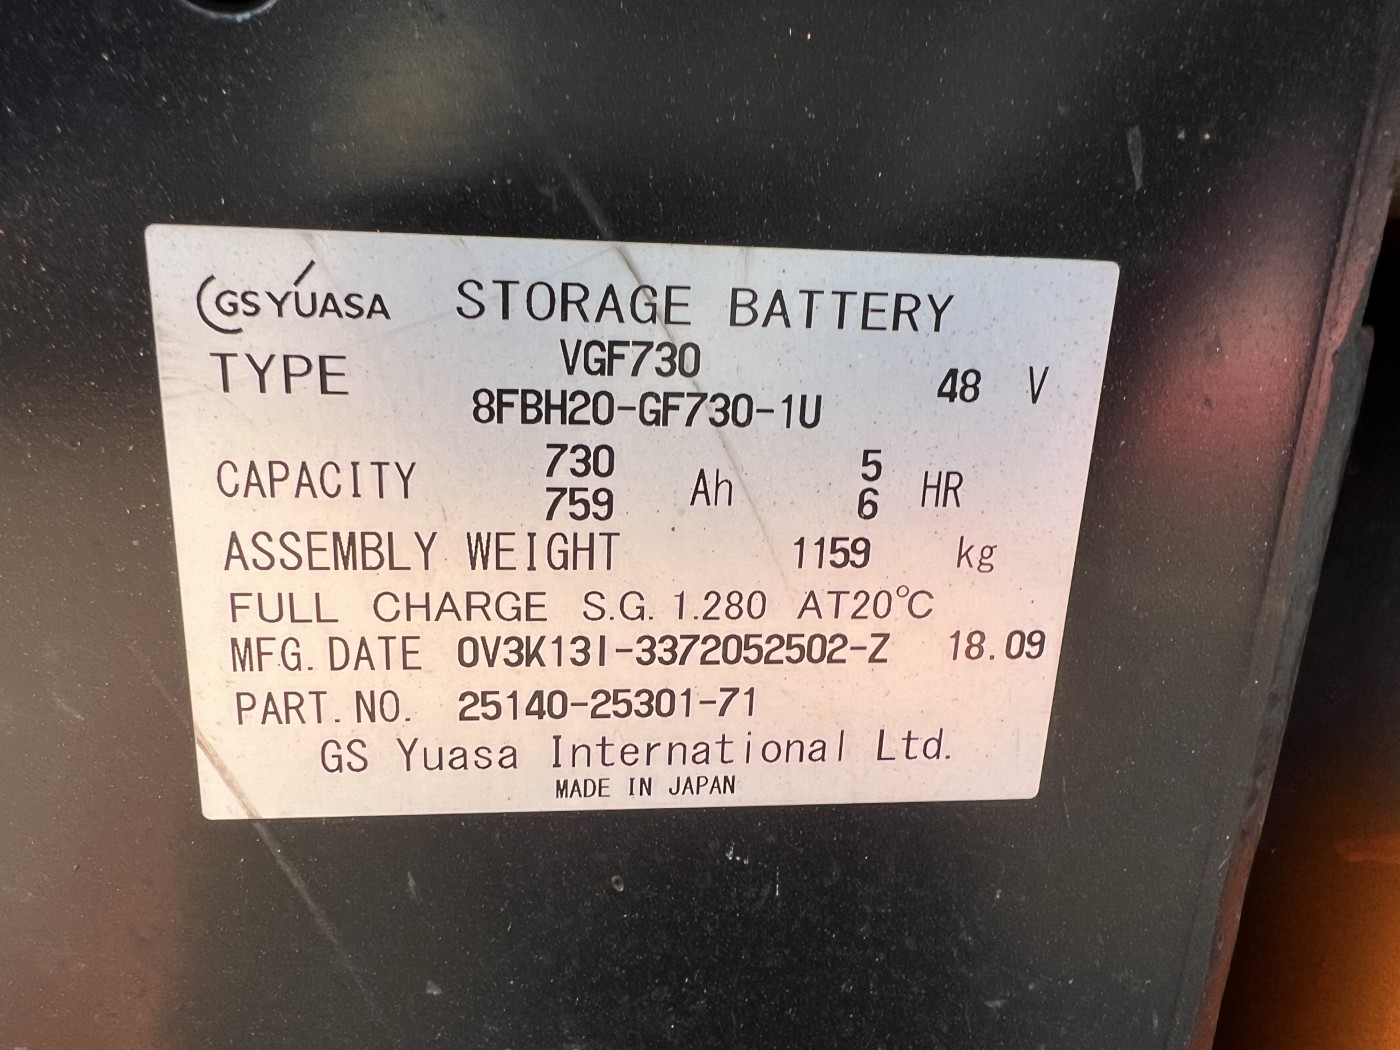 GS YUASA STORAGE BATTERY
TYPE VGF730 48 V
8FBH20-GF730-1U
CAPACITY 730 Ah 5 HR
759 6
ASSEMBLY WEIGHT 1159 kg
FULL CHARGE S.G. 1.280 AT20℃
MFG. DATE 0V3K13I-3372052502-Z 18.09
PART. NO. 25140-25301-71
GS Yuasa International Ltd.
MADE IN JAPAN